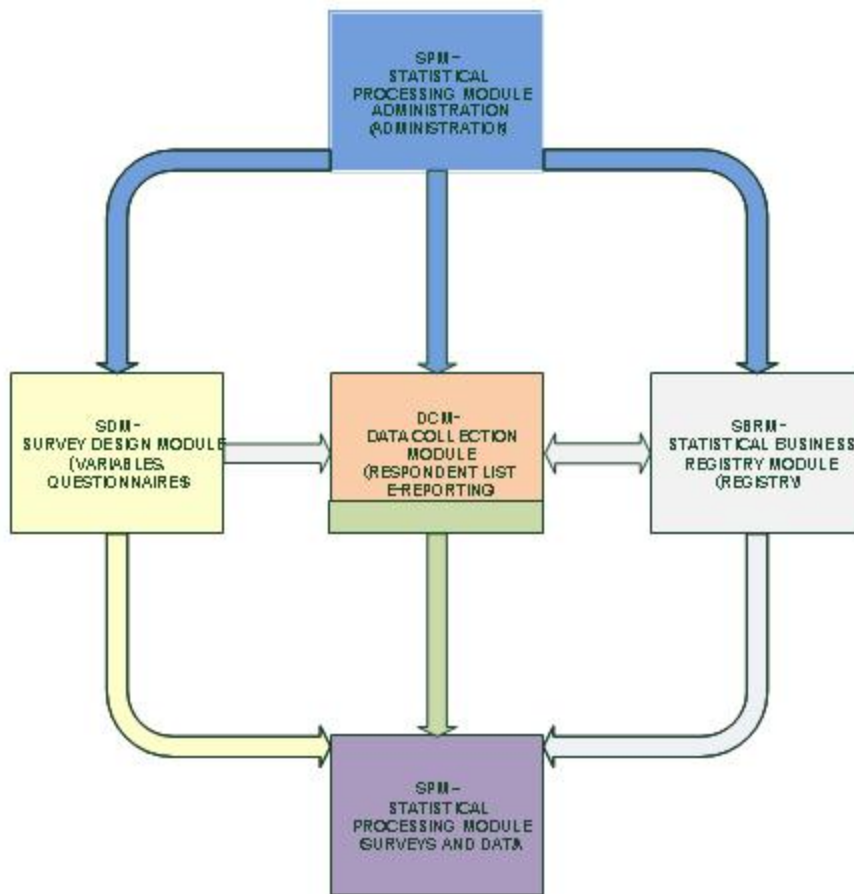 SPM-
STATISTICAL
PROCESSING MODULE
ADMINISTRATION
(ADMINISTRATION)
SDM-
SURVEY DESIGN MODULE
(VARIABLES,
QUESTIONNAIRES)
DCM-
DATA COLLECTION
MODULE
(RESPONDENT LIST
E-REPORTING)
SBRM-
STATISTICAL BUSINESS
REGISTRY MODULE
(REGISTRY)
SPM-
STATISTICAL
PROCESSING MODULE
(SURVEYS AND DATA)